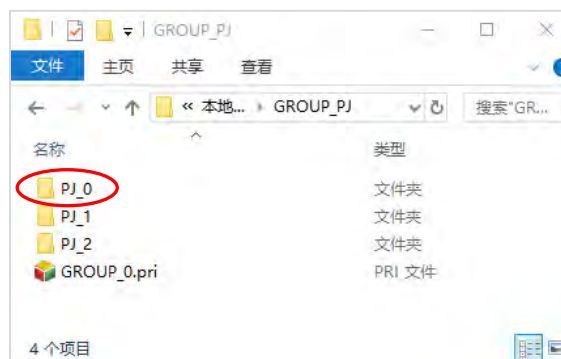 GROUP_PJ
文件 主页 共享 查看
« 本地... › GROUP_PJ 搜索"GR...
名称 类型
PJ_0 文件夹
PJ_1 文件夹
PJ_2 文件夹
GROUP_0.pri PRI 文件
4 个项目